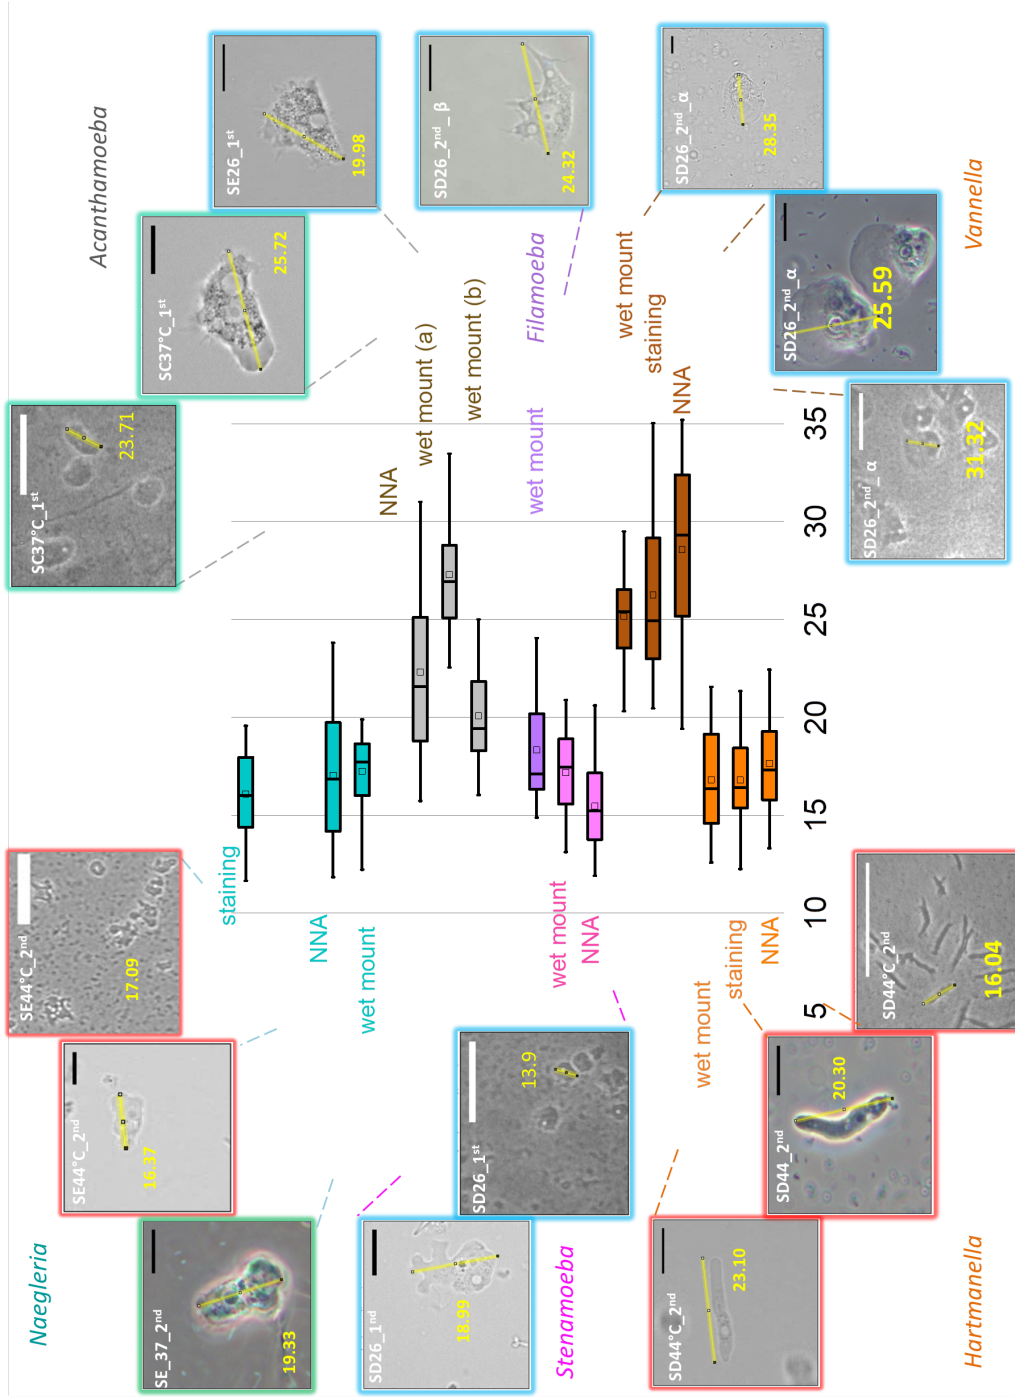 Naegleria
Acanthamoeba
SE_37_2nd
19.33
SE44°C_2nd
16.37
SE44°C_2nd
17.09
SC37°C_1st
23.71
SC37°C_1st
25.72
SE26_1st
19.98
staining
NNA
wet mount
NNA
wet mount (a)
wet mount (b)
SD26_1nd
18.99
SD26_1st
13.9
Stenamoeba
wet mount
NNA
wet mount
Filamoeba
SD26_2nd_β
24.32
SD44°C_2nd
23.10
SD44_2nd
20.30
SD44°C_2nd
16.04
Hartmanella
wet mount
staining
NNA
wet mount
staining
NNA
SD26_2nd_α
28.35
SD26_2nd_α
25.59
SD26_2nd_α
31.32
Vannella
5
10
15
20
25
30
35